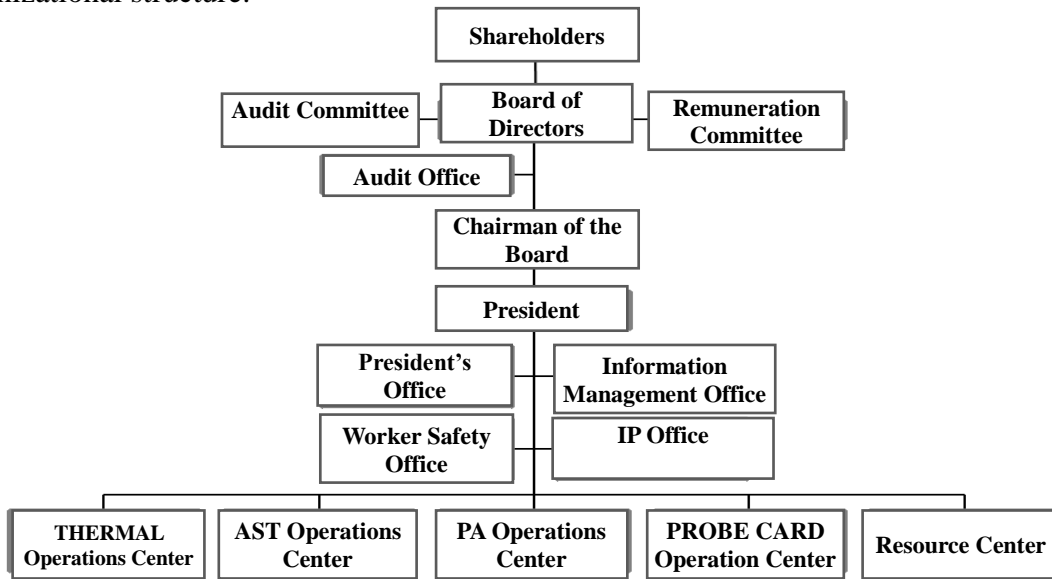 nizational structure:
Shareholders
Audit Committee
Board of
Directors
Remuneration
Committee
Audit Office
Chairman of the
Board
President
President's
Office
Information
Management Office
Worker Safety
Office
IP Office
THERMAL
Operations Center
AST Operations
Center
PA Operations
Center
PROBE CARD
Operation Center
Resource Center